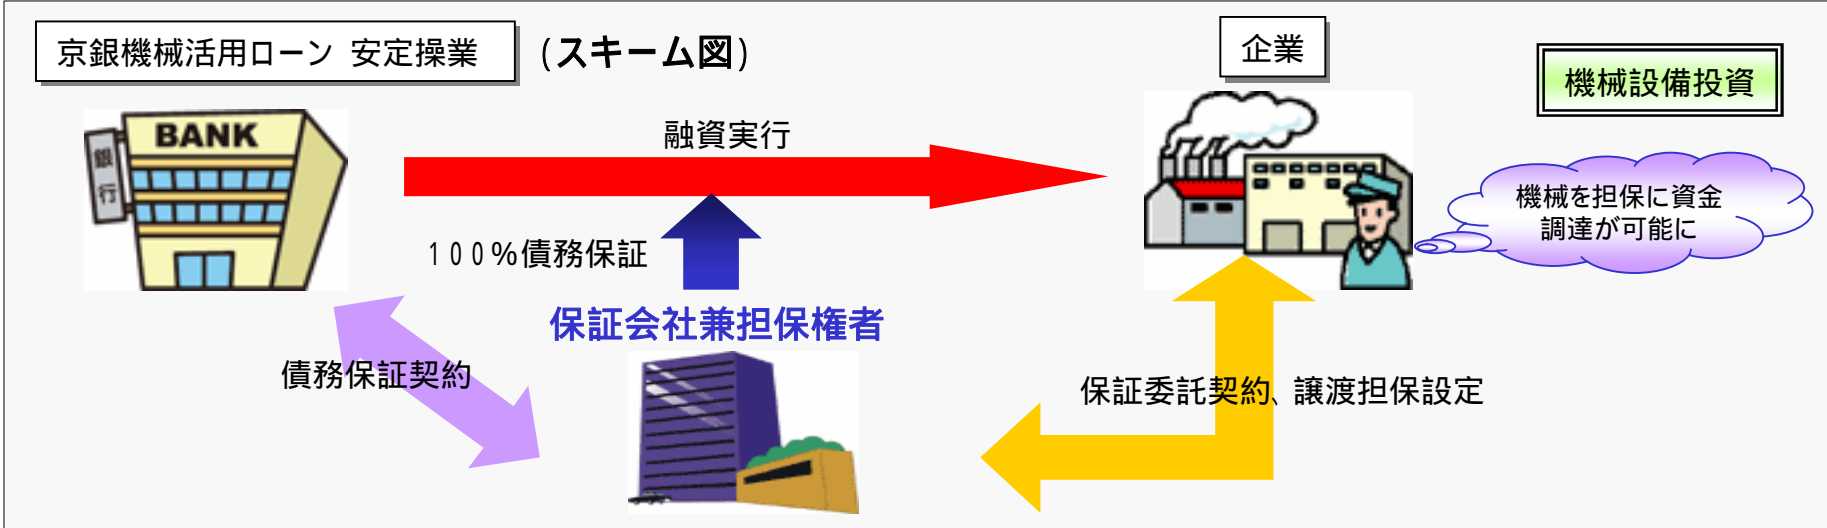 京銀機械活用ローン 安定操業
(スキーム図)
企業
機械設備投資
BANK
銀行
融資実行
機械を担保に資金
調達が可能に
100%債務保証
保証会社兼担保権者
債務保証契約
保証委託契約、譲渡担保設定